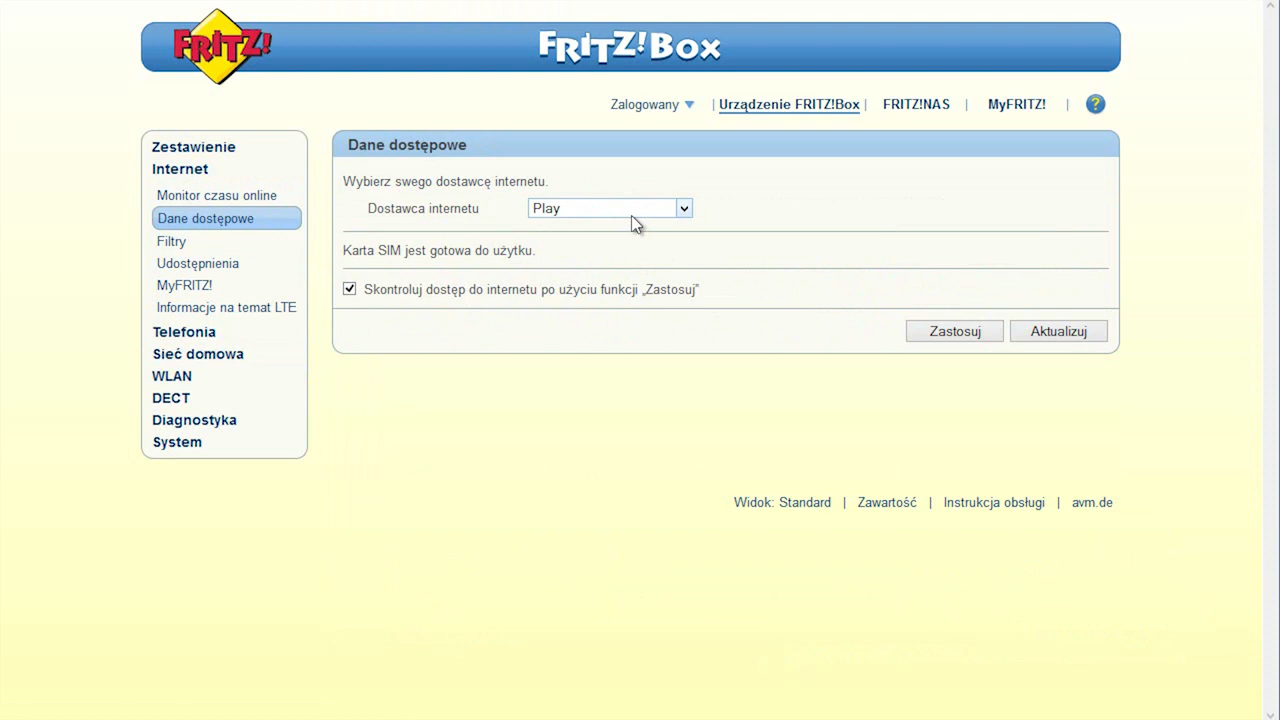 FRITZ!
FRITZ!Box
Zalogowany | Urządzenie FRITZ!Box | FRITZ!NAS | MyFRITZ! | ?
Zestawienie
Internet
Monitor czasu online
Dane dostępowe
Filtry
Udostępnienia
MyFRITZ!
Informacje na temat LTE
Telefonia
Sieć domowa
WLAN
DECT
Diagnostyka
System
Dane dostępowe
Wybierz swego dostawcę internetu.
Dostawca internetu Play
Karta SIM jest gotowa do użytku.
Skontroluj dostęp do internetu po użyciu funkcji „Zastosuj”
Zastosuj Aktualizuj
Widok: Standard | Zawartość | Instrukcja obsługi | avm.de